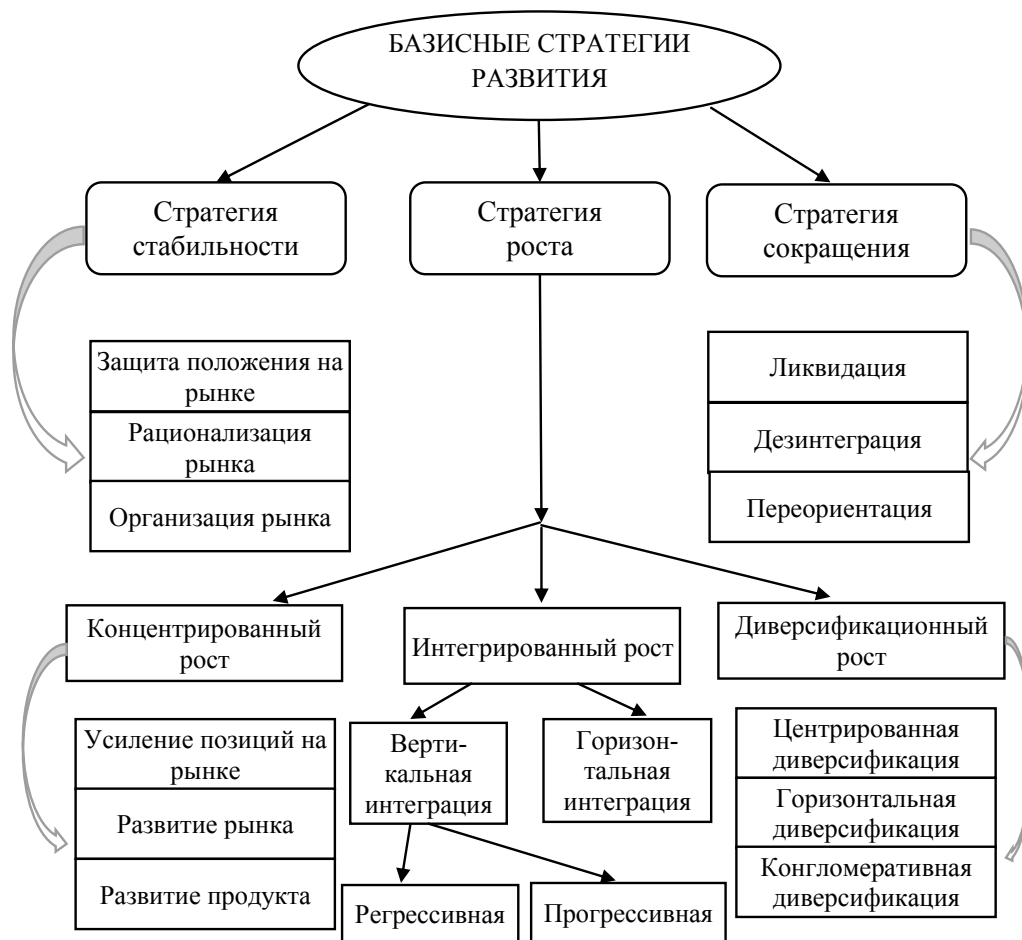 БАЗИСНЫЕ СТРАТЕГИИ
РАЗВИТИЯ
Стратегия
стабильности
Стратегия
роста
Стратегия
сокращения
Защита положения на
рынке
Рационализация
рынка
Организация рынка
Ликвидация
Дезинтеграция
Переориентация
Концентрированный
рост
Интегрированный рост
Диверсификационный
рост
Усиление позиций на
рынке
Развитие рынка
Развитие продукта
Верти-
кальная
интеграция
Горизон-
тальная
интеграция
Регрессивная
Прогрессивная
Центрированная
диверсификация
Горизонтальная
диверсификация
Конгломеративная
диверсификация